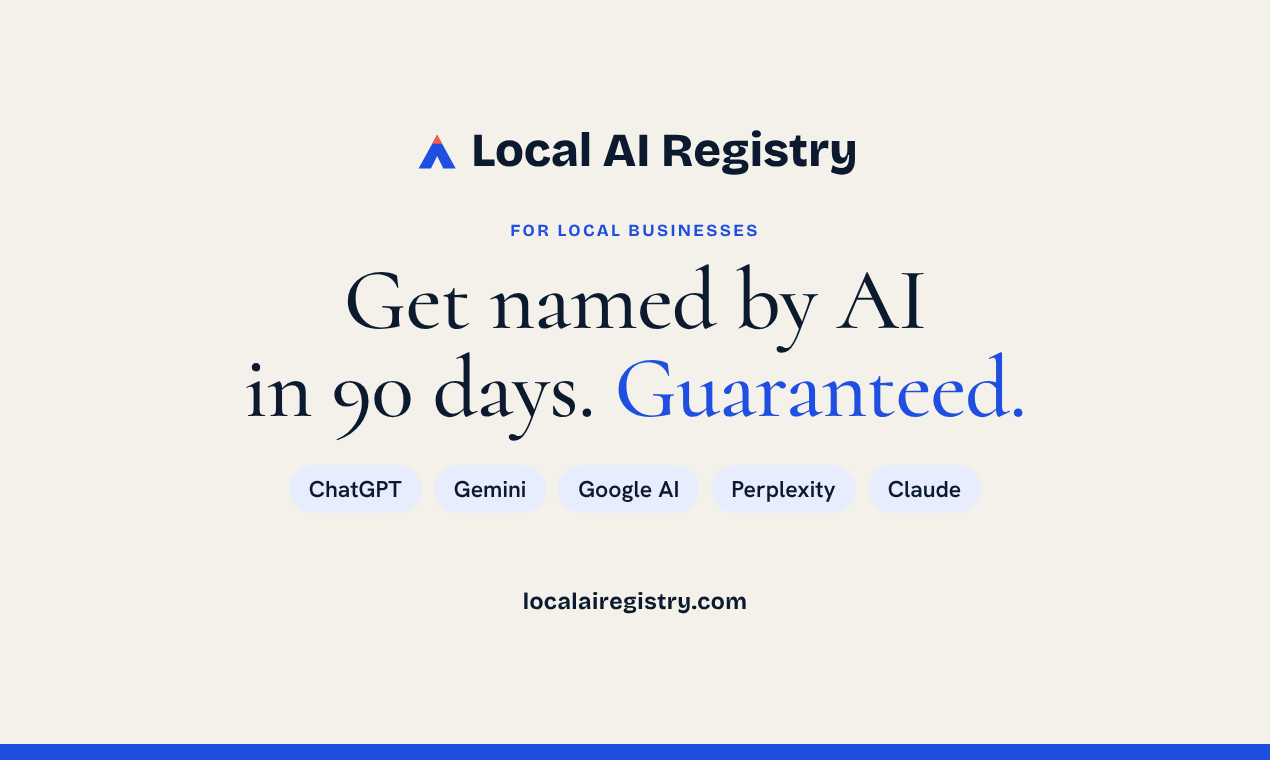 Local AI Registry
FOR LOCAL BUSINESSES
Get named by AI
in 90 days. Guaranteed.
ChatGPT Gemini Google AI Perplexity Claude
localairegistry.com